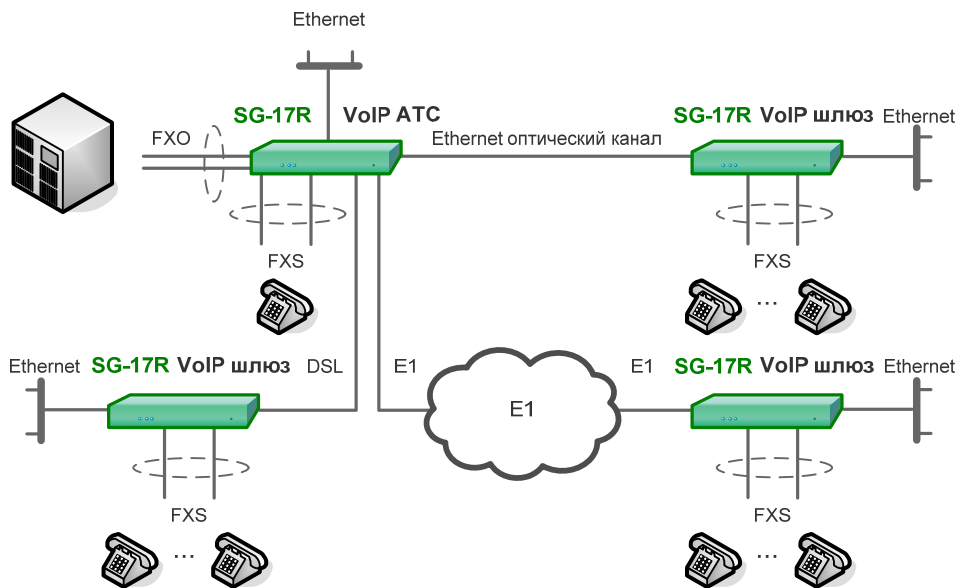 Ethernet
SG-17R VoIP АТС
SG-17R VoIP шлюз
Ethernet
FXO
Ethernet оптический канал
FXS
FXS
...
Ethernet
SG-17R VoIP шлюз
DSL
E1
E1
E1
SG-17R VoIP шлюз
Ethernet
FXS
...
FXS
...